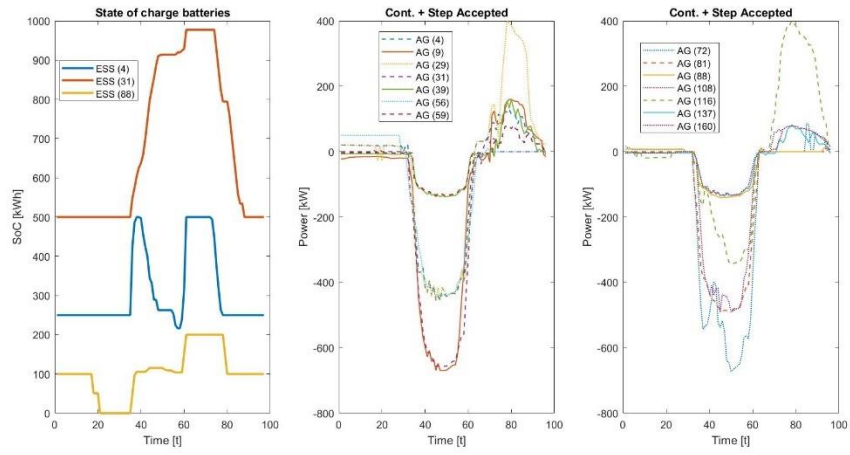 State of charge batteries
1000
900
800
700
600
500
400
300
200
100
0
0 20 40 60 80 100
SoC [kWh]
Time [t]
ESS (4)
ESS (31)
ESS (88)
Cont. + Step Accepted
400
200
0
-200
-400
-600
-800
0 20 40 60 80 100
Power [kW]
Time [t]
AG (4)
AG (9)
AG (29)
AG (31)
AG (39)
AG (56)
AG (59)
Cont. + Step Accepted
400
200
0
-200
-400
-600
-800
0 20 40 60 80 100
Power [kW]
Time [t]
AG (72)
AG (81)
AG (88)
AG (108)
AG (116)
AG (137)
AG (160)